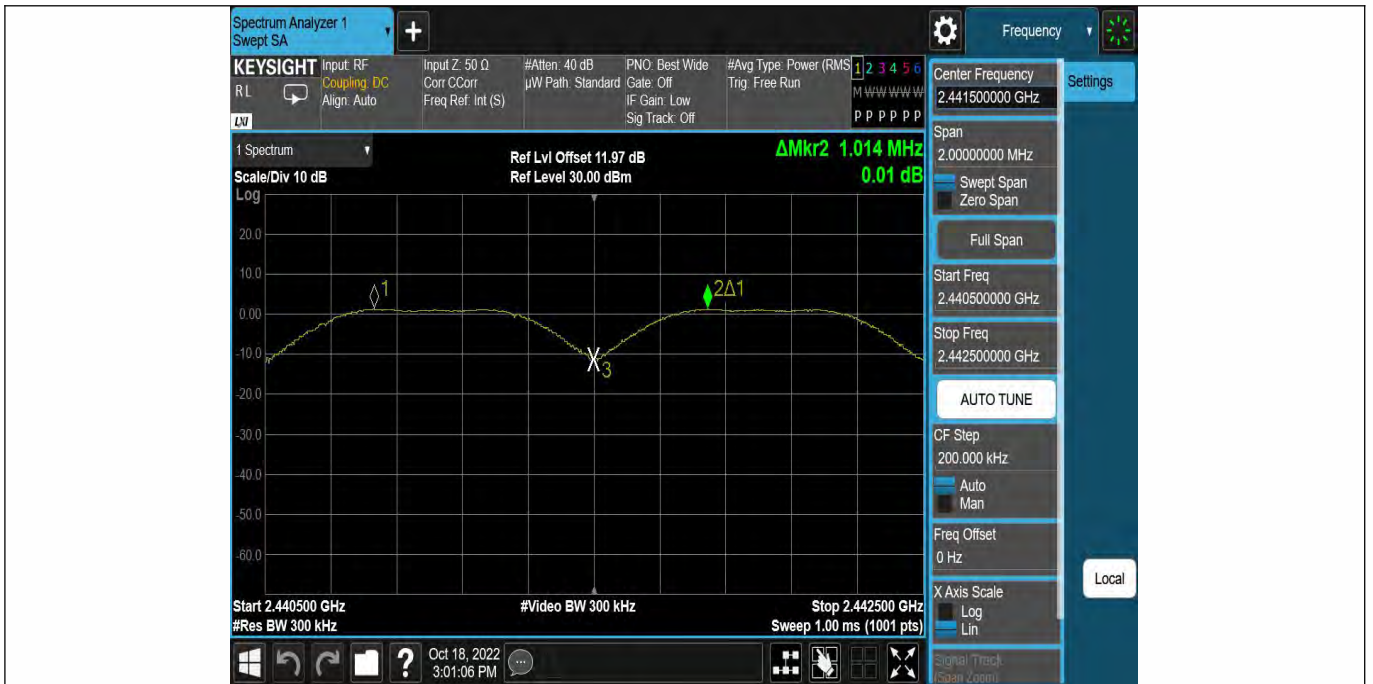 Spectrum Analyzer 1
Swept SA
+
Frequency
KEYSIGHT
R L
LXI
Input: RF
Coupling: DC
Align: Auto
Input Z: 50 Ω
Corr CCorr
Freq Ref: Int (S)
#Atten: 40 dB
µW Path: Standard
PNO: Best Wide
Gate: Off
IF Gain: Low
Sig Track: Off
#Avg Type: Power (RMS
Trig: Free Run
1 2 3 4 5 6
M W W W W W
P P P P P P
1 Spectrum
Scale/Div 10 dB
Log
Ref Lvl Offset 11.97 dB
Ref Level 30.00 dBm
ΔMkr2 1.014 MHz
0.01 dB
20.0
10.0
0.00
-10.0
-20.0
-30.0
-40.0
-50.0
-60.0
1
2Δ1
3
Start 2.440500 GHz
#Res BW 300 kHz
#Video BW 300 kHz
Stop 2.442500 GHz
Sweep 1.00 ms (1001 pts)
Center Frequency
2.441500000 GHz
Settings
Span
2.00000000 MHz
Swept Span
Zero Span
Full Span
Start Freq
2.440500000 GHz
Stop Freq
2.442500000 GHz
AUTO TUNE
CF Step
200.000 kHz
Auto
Man
Freq Offset
0 Hz
X Axis Scale
Log
Lin
Signal Track
(Span Zoom)
Local
?
Oct 18, 2022
3:01:06 PM